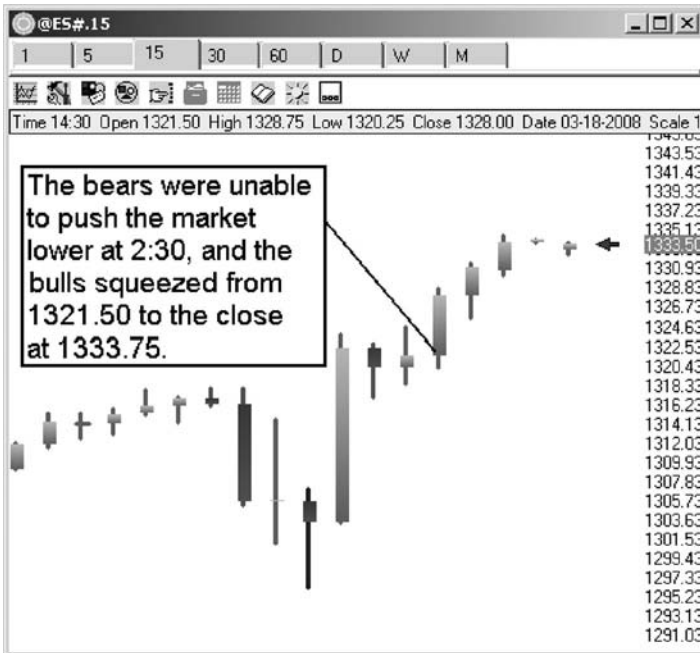 @ES#.15
1 5 15 30 60 D W M
Time 14:30 Open 1321.50 High 1328.75 Low 1320.25 Close 1328.00 Date 03-18-2008 Scale 1
The bears were unable
to push the market
lower at 2:30, and the
bulls squeezed from
1321.50 to the close
at 1333.75.
1343.53
1341.43
1339.33
1337.23
1335.13
1333.50
1330.93
1328.83
1326.73
1324.63
1322.53
1320.43
1318.33
1316.23
1314.13
1312.03
1309.93
1307.83
1305.73
1303.63
1301.53
1299.43
1297.33
1295.23
1293.13
1291.03